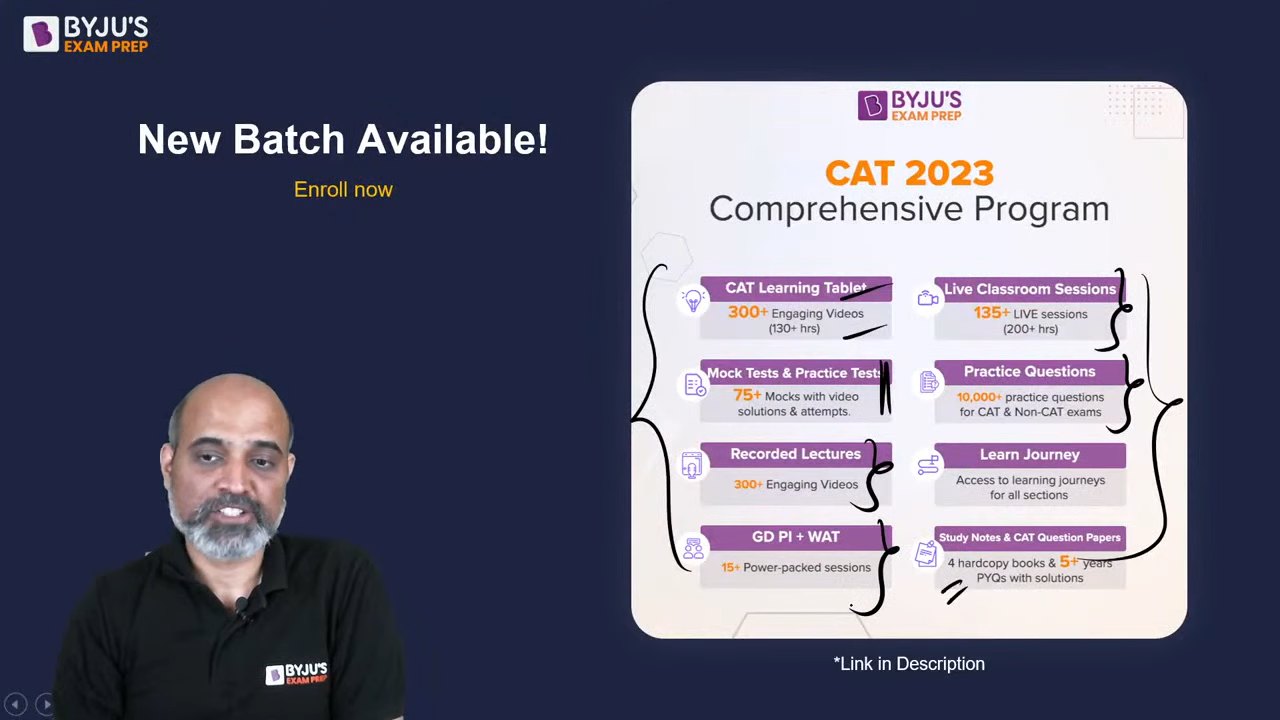 BYJU'S
EXAM PREP
New Batch Available!
Enroll now
BYJU'S
EXAM PREP
CAT 2023
Comprehensive Program
CAT Learning Tablet
300+ Engaging Videos
(130+ hrs)
Live Classroom Sessions
135+ LIVE sessions
(200+ hrs)
Mock Tests & Practice Tests
75+ Mocks with video
solutions & attempts.
Practice Questions
10,000+ practice questions
for CAT & Non-CAT exams
Recorded Lectures
300+ Engaging Videos
Learn Journey
Access to learning journeys
for all sections
GD PI + WAT
15+ Power-packed sessions
Study Notes & CAT Question Papers
4 hardcopy books & 5+ years
PYQs with solutions
*Link in Description
BYJU'S
EXAM PREP